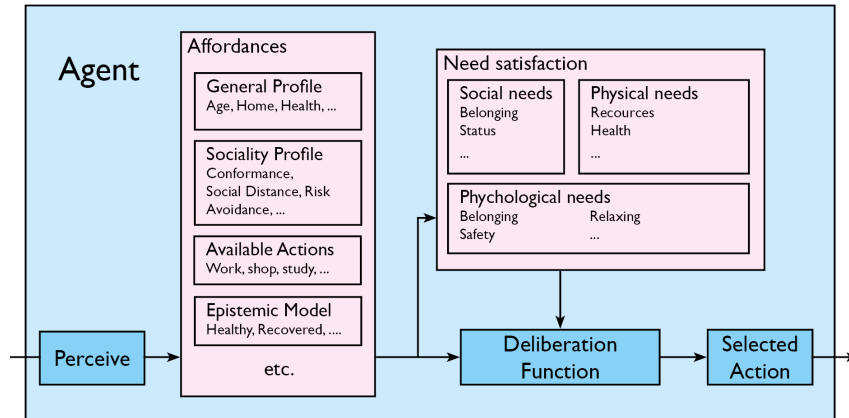 Agent
Affordances
General Profile
Age, Home, Health, ...
Sociality Profile
Conformance,
Social Distance, Risk
Avoidance, ...
Available Actions
Work, shop, study, ...
Epistemic Model
Healthy, Recovered, ....
etc.
Perceive
Need satisfaction
Social needs
Belonging
Status
...
Physical needs
Recources
Health
...
Phychological needs
Belonging
Relaxing
Safety
...
Deliberation
Function
Selected
Action